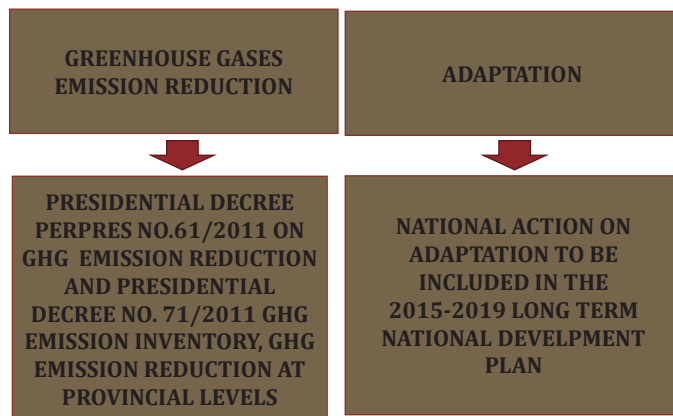 GREENHOUSE GASES
EMISSION REDUCTION
ADAPTATION
PRESIDENTIAL DECREE
PERPRES NO.61/2011 ON
GHG EMISSION REDUCTION
AND PRESIDENTIAL
DECREE NO. 71/2011 GHG
EMISSION INVENTORY, GHG
EMISSION REDUCTION AT
PROVINCIAL LEVELS
NATIONAL ACTION ON
ADAPTATION TO BE
INCLUDED IN THE
2015-2019 LONG TERM
NATIONAL DEVELPMENT
PLAN